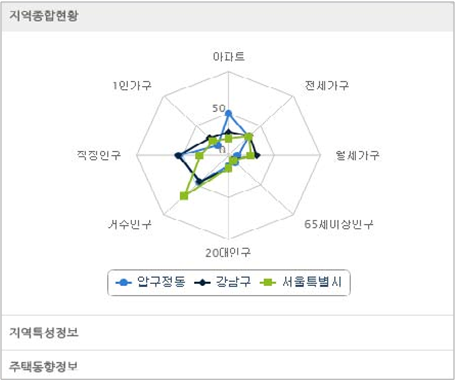 지역종합현황
아파트
1인가구
전세가구
50
직장인구
0
월세가구
거주인구
65세이상인구
20대인구
압구정동 강남구 서울특별시
지역특성정보
주택동향정보